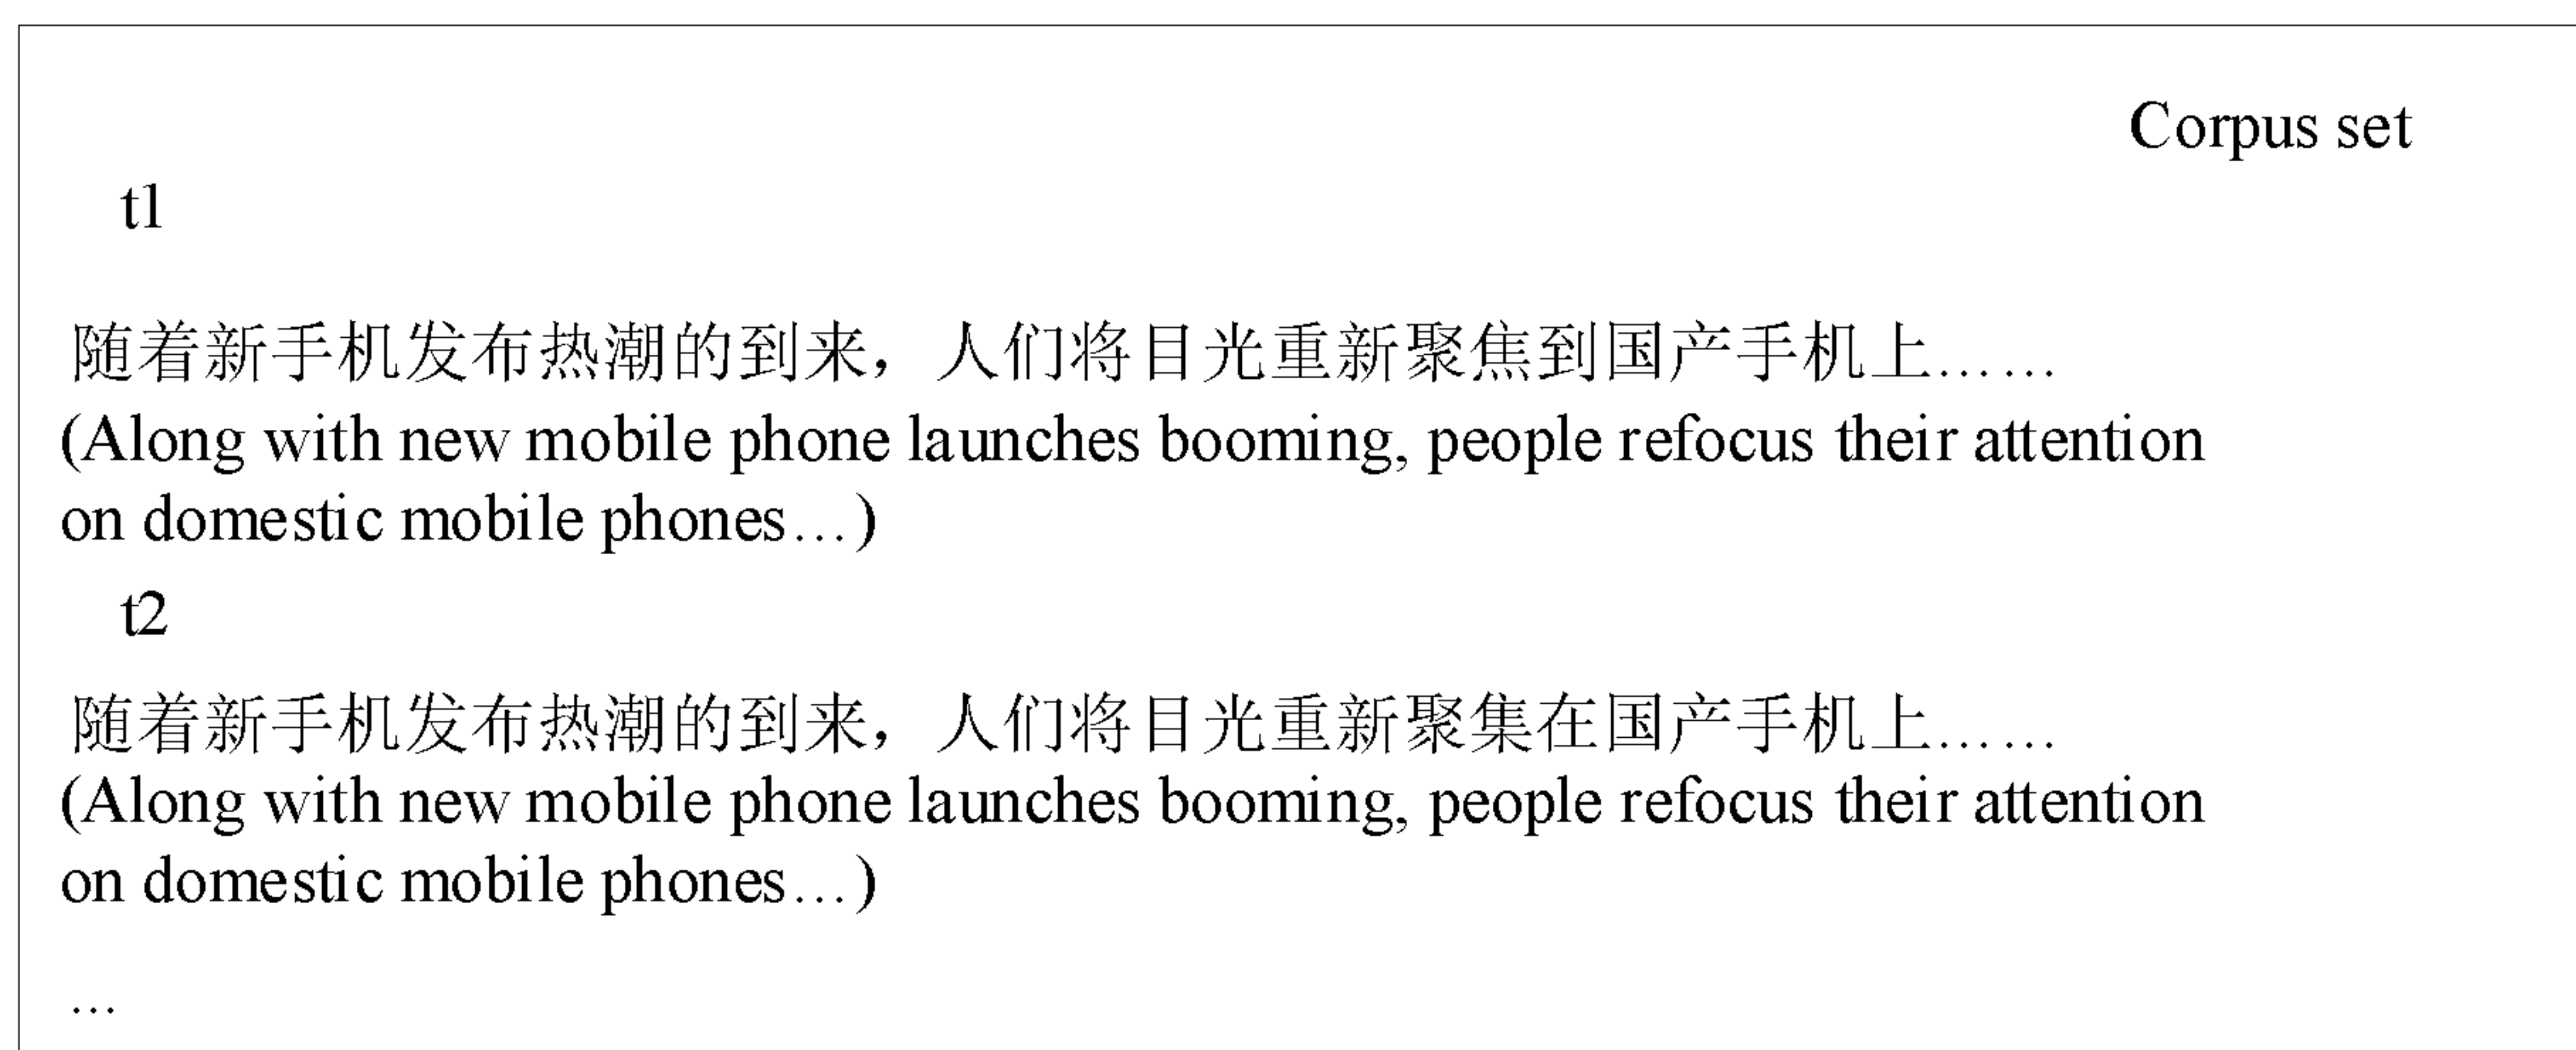 Corpus set
t1
随着新手机发布热潮的到来，人们将目光重新聚焦到国产手机上……
(Along with new mobile phone launches booming, people refocus their attention
on domestic mobile phones…)
t2
随着新手机发布热潮的到来，人们将目光重新聚集在国产手机上……
(Along with new mobile phone launches booming, people refocus their attention
on domestic mobile phones…)
…